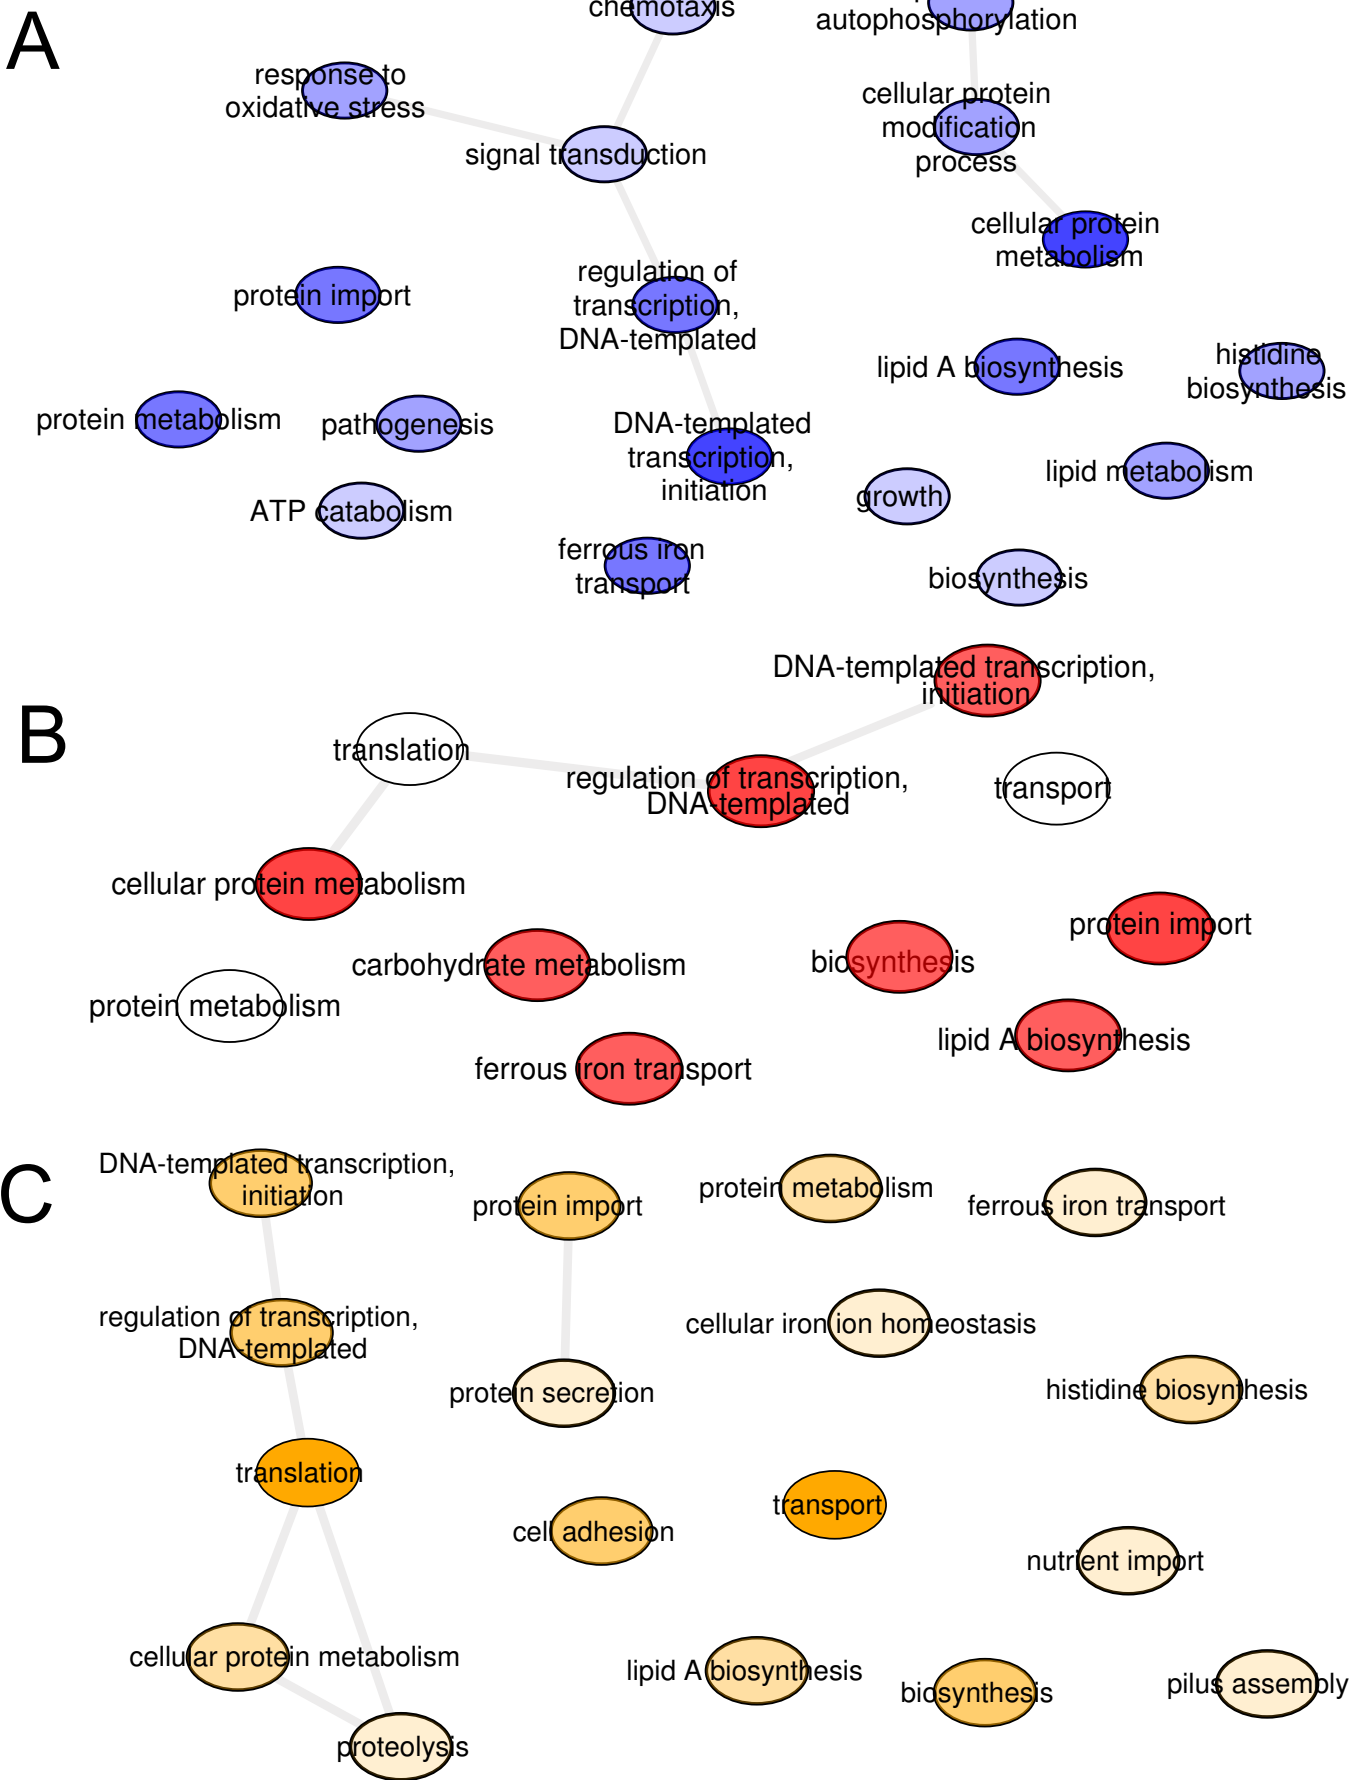 A
chemotaxis
autophosphorylation
response to
oxidative stress
cellular protein
modification
process
signal transduction
cellular protein
metabolism
protein import
regulation of
transcription,
DNA-templated
lipid A biosynthesis
histidine
biosynthesis
protein metabolism
pathogenesis
DNA-templated
transcription,
initiation
lipid metabolism
growth
ATP catabolism
ferrous iron
transport
biosynthesis
B
DNA-templated transcription,
initiation
translation
regulation of transcription,
DNA-templated
transport
cellular protein metabolism
protein import
carbohydrate metabolism
biosynthesis
protein metabolism
lipid A biosynthesis
ferrous iron transport
C
DNA-templated transcription,
initiation
protein import
protein metabolism
ferrous iron transport
regulation of transcription,
DNA-templated
cellular iron ion homeostasis
protein secretion
histidine biosynthesis
translation
transport
cell adhesion
nutrient import
cellular protein metabolism
lipid A biosynthesis
biosynthesis
pilus assembly
proteolysis